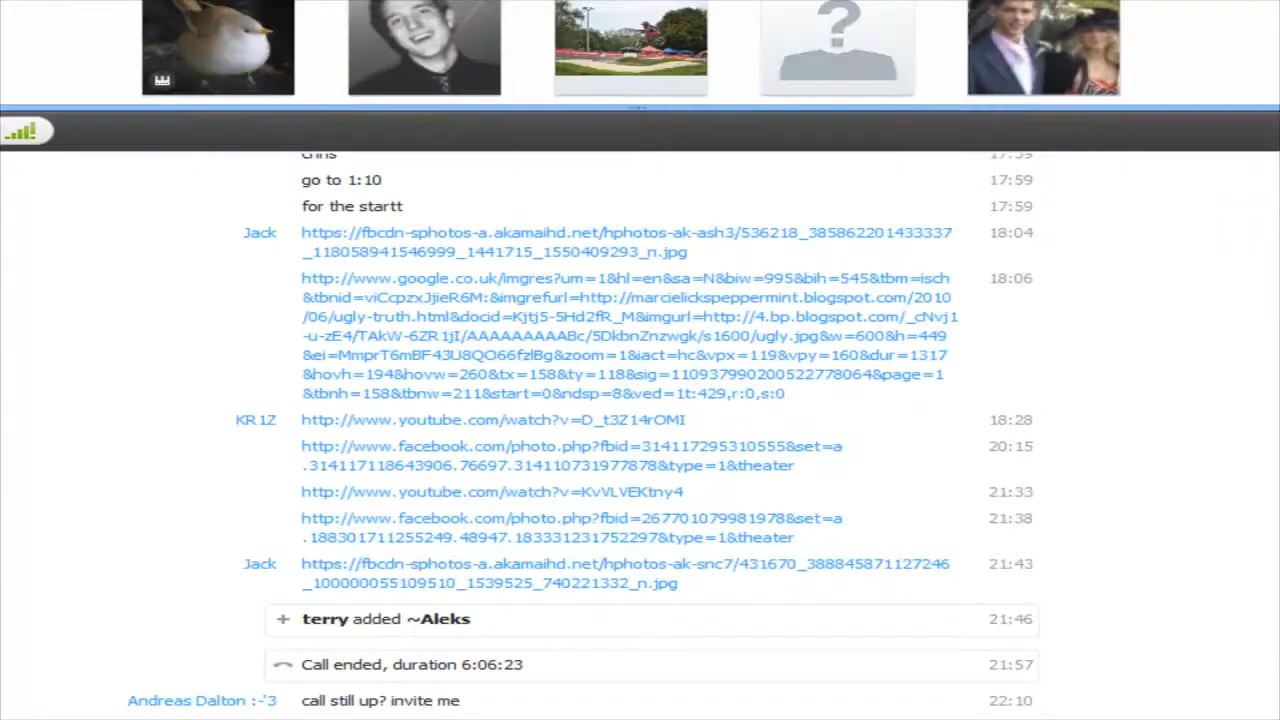 chris 17:59
go to 1:10 17:59
for the startt 17:59
Jack https://fbcdn-sphotos-a.akamaihd.net/hphotos-ak-ash3/536218_385862201433337 18:04
_118058941546999_1441715_1550409293_n.jpg
http://www.google.co.uk/imgres?um=1&hl=en&sa=N&biw=995&bih=545&tbm=isch 18:06
&tbnid=viCcpzxJjieR6M:&imgrefurl=http://marcielickspeppermint.blogspot.com/2010
/06/ugly-truth.html&docid=Kjtj5-5Hd2fR_M&imgurl=http://4.bp.blogspot.com/_cNvj1
-u-zE4/TAkW-6ZR1jI/AAAAAAAAABc/5DkbnZnzwgk/s1600/ugly.jpg&w=600&h=449
&ei=MmprT6mBF43U8QO66fzlBg&zoom=1&iact=hc&vpx=119&vpy=160&dur=1317
&hovh=194&hovw=260&tx=158&ty=118&sig=110937990200522778064&page=1
&tbnh=158&tbnw=211&start=0&ndsp=8&ved=1t:429,r:0,s:0
KR1Z http://www.youtube.com/watch?v=D_t3Z14rOMI 18:28
http://www.facebook.com/photo.php?fbid=314117295310555&set=a 20:15
.314117118643906.76697.314110731977878&type=1&theater
http://www.youtube.com/watch?v=KvVLVEKtny4 21:33
http://www.facebook.com/photo.php?fbid=267701079981978&set=a 21:38
.188301711255249.48947.183331231752297&type=1&theater
Jack https://fbcdn-sphotos-a.akamaihd.net/hphotos-ak-snc7/431670_388845871127246 21:43
_100000055109510_1539525_740221332_n.jpg
terry added ~Aleks 21:46
Call ended, duration 6:06:23 21:57
Andreas Dalton :-'3 call still up? invite me 22:10